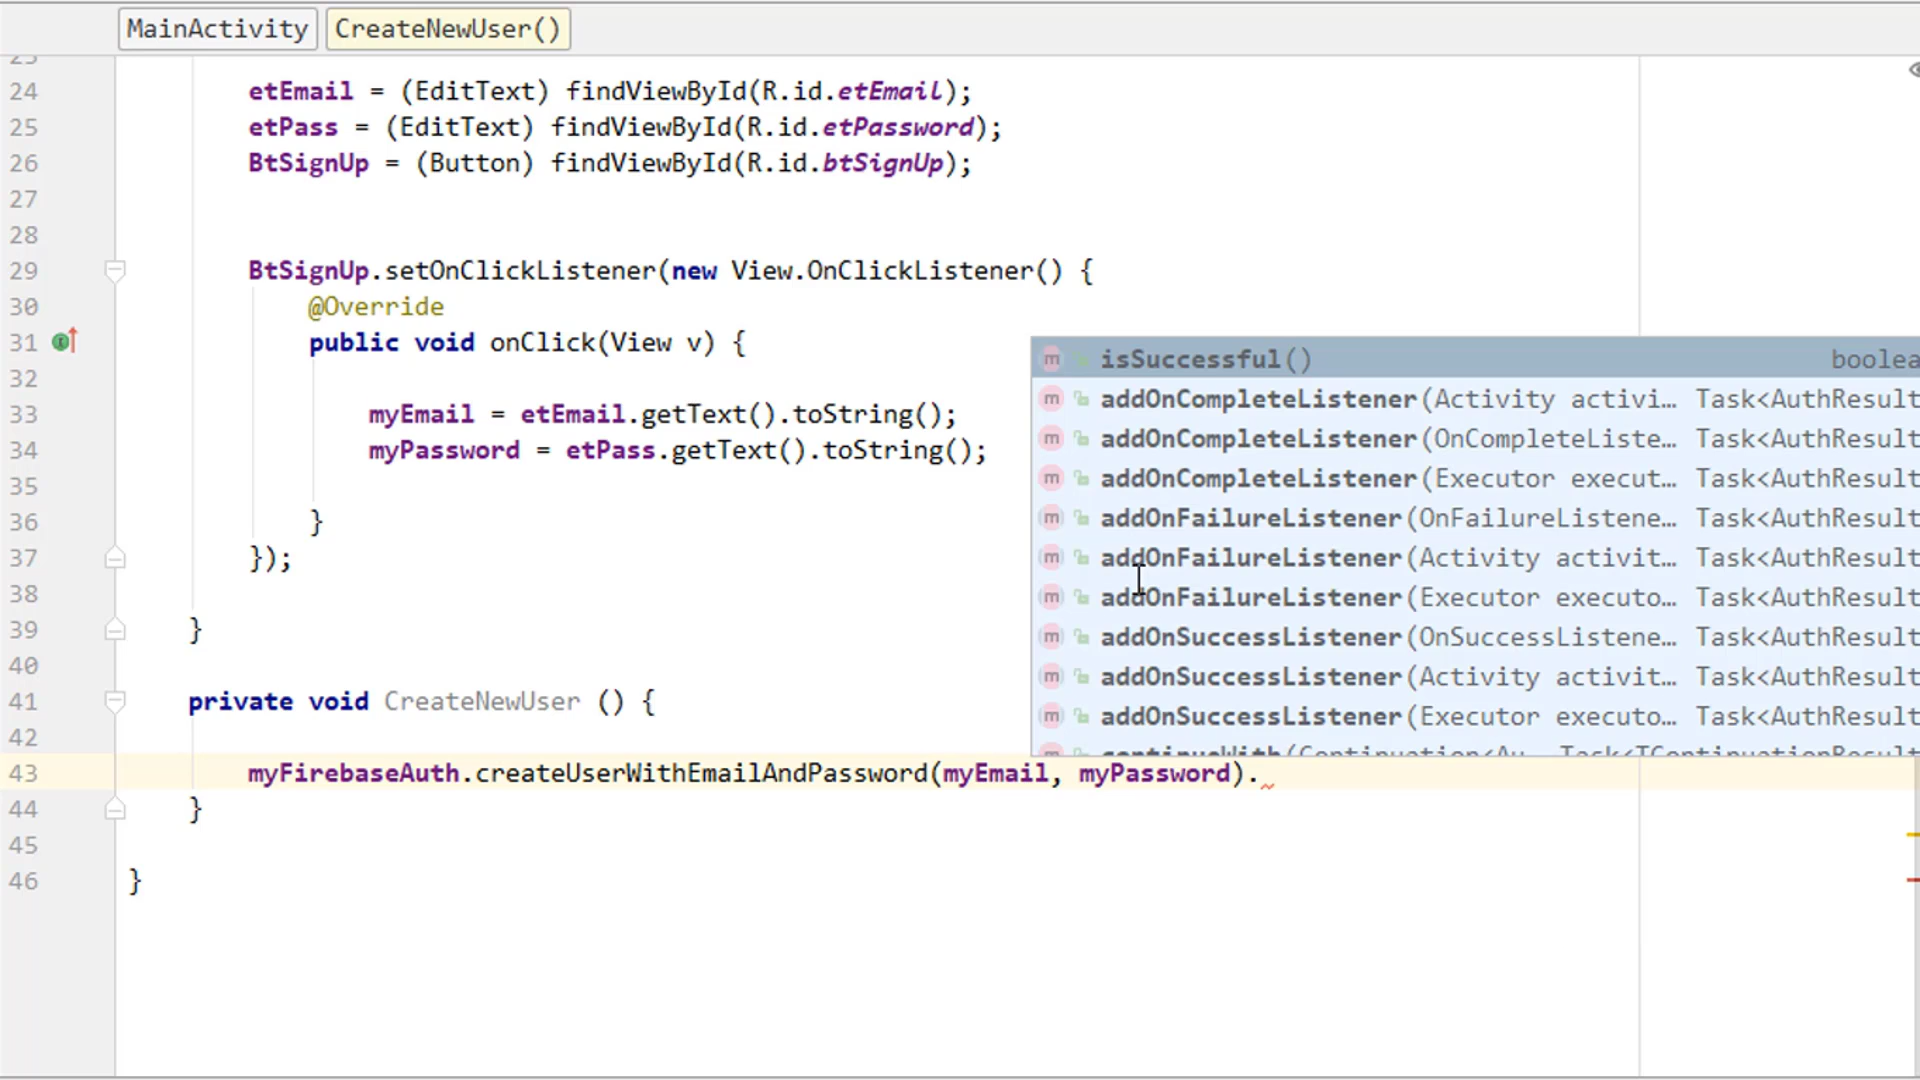 MainActivity CreateNewUser()
24 etEmail = (EditText) findViewById(R.id.etEmail);
25 etPass = (EditText) findViewById(R.id.etPassword);
26 BtSignUp = (Button) findViewById(R.id.btSignUp);
27
28
29 BtSignUp.setOnClickListener(new View.OnClickListener() {
30 @Override
31 public void onClick(View v) {
32
33 myEmail = etEmail.getText().toString();
34 myPassword = etPass.getText().toString();
35
36 }
37 });
38
39 }
40
41 private void CreateNewUser () {
42
43 myFirebaseAuth.createUserWithEmailAndPassword(myEmail, myPassword).
44 }
45
46 }
m isSuccessful() boolea
m addOnCompleteListener(Activity activi… Task<AuthResult
m addOnCompleteListener(OnCompleteListe… Task<AuthResult
m addOnCompleteListener(Executor execut… Task<AuthResult
m addOnFailureListener(OnFailureListene… Task<AuthResult
m addOnFailureListener(Activity activit… Task<AuthResult
m addOnFailureListener(Executor executo… Task<AuthResult
m addOnSuccessListener(OnSuccessListene… Task<AuthResult
m addOnSuccessListener(Activity activit… Task<AuthResult
m addOnSuccessListener(Executor executo… Task<AuthResult